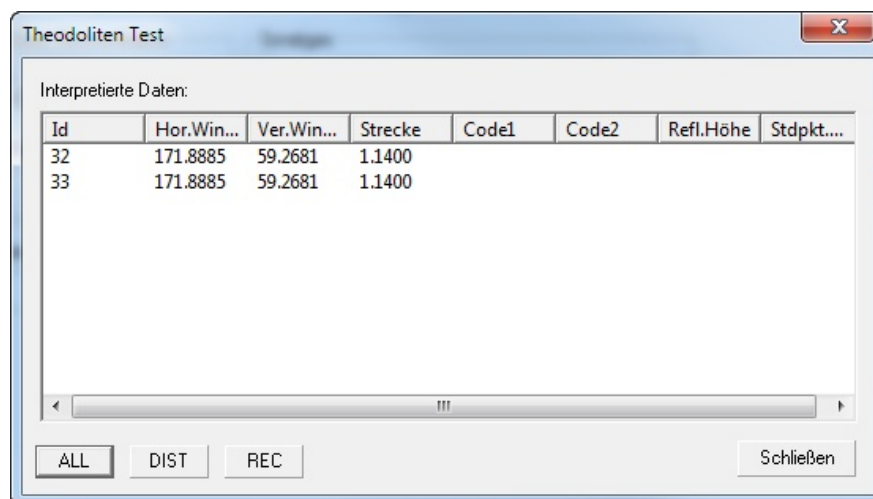 Theodoliten Test
Interpretierte Daten:
Id Hor.Win... Ver.Win... Strecke Code1 Code2 Refl.Höhe Stdpkt....
32 171.8885 59.2681 1.1400
33 171.8885 59.2681 1.1400
ALL DIST REC Schließen